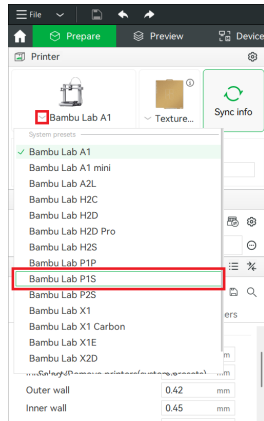 File
Prepare
Preview
Device
Printer
Bambu Lab A1
Texture...
Sync info
System presets
Bambu Lab A1
Bambu Lab A1 mini
Bambu Lab A2L
Bambu Lab H2C
Bambu Lab H2D
Bambu Lab H2D Pro
Bambu Lab H2S
Bambu Lab P1P
Bambu Lab P1S
Bambu Lab P2S
Bambu Lab X1
Bambu Lab X1 Carbon
Bambu Lab X1E
Bambu Lab X2D
ers
m
mm
Outer wall 0.42 mm
Inner wall 0.45 mm